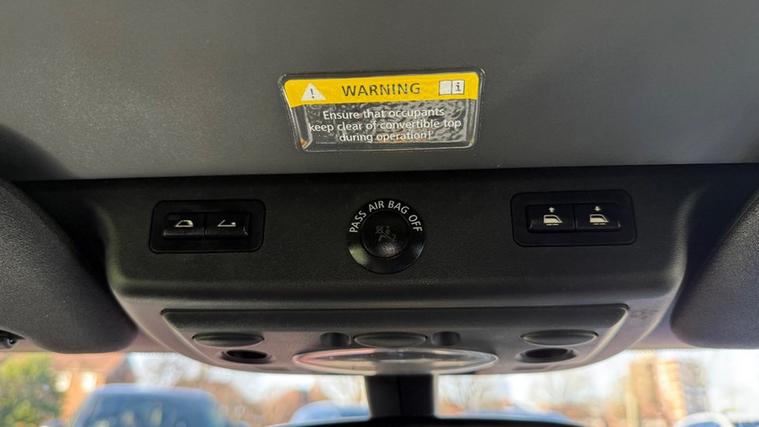 WARNING
Ensure that occupants
keep clear of convertible top
during operation!
PASS AIR BAG OFF